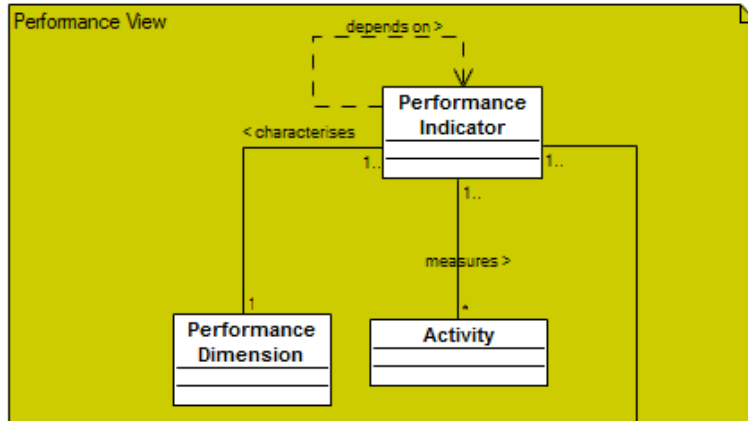 Performance View
depends on >
Performance
Indicator
< characterises
1..
1..
1..
measures >
1
*
Performance
Dimension
Activity